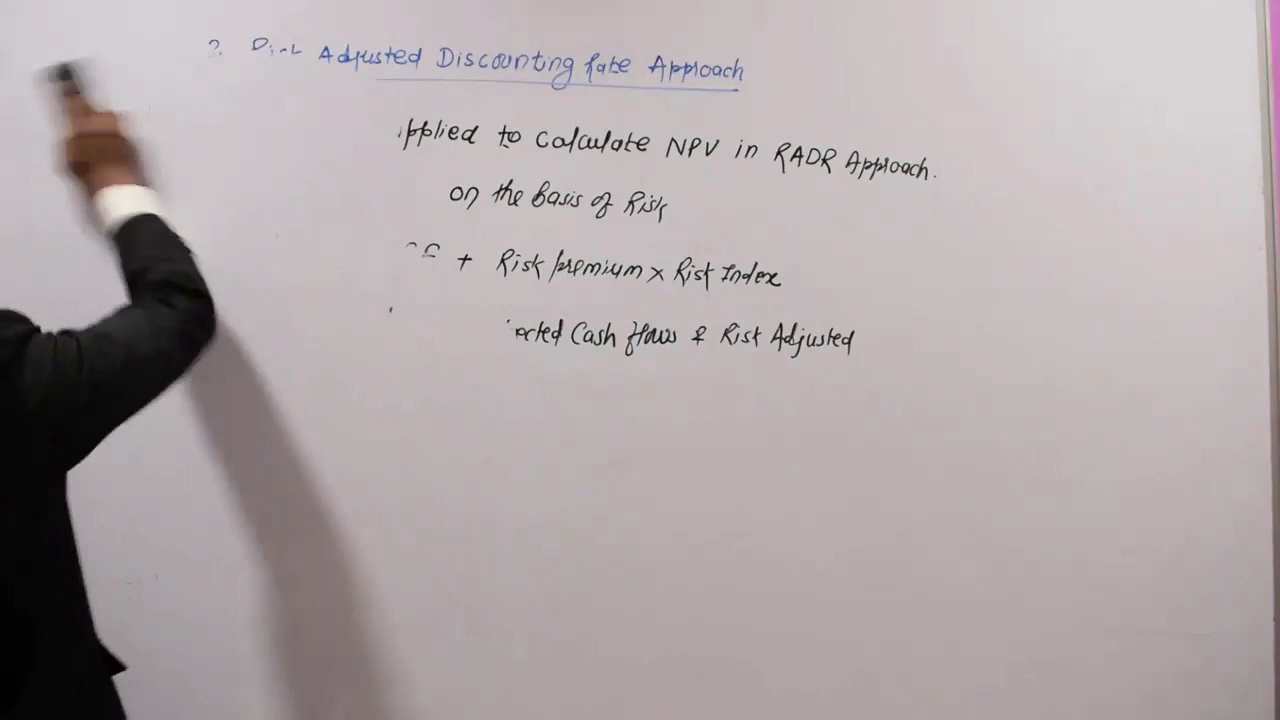 Adjusted Discounting Rate Approach
applied to Calculate NPV in RADR Approach.
on the basis of Risk
+ Risk premium x Risk Index
Cash flows & Risk Adjusted